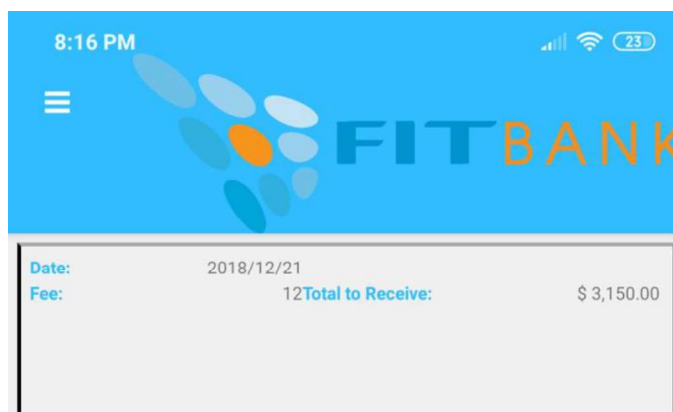 8:16 PM 23
FITBANK
Date: 2018/12/21
Fee: 12Total to Receive: $ 3,150.00